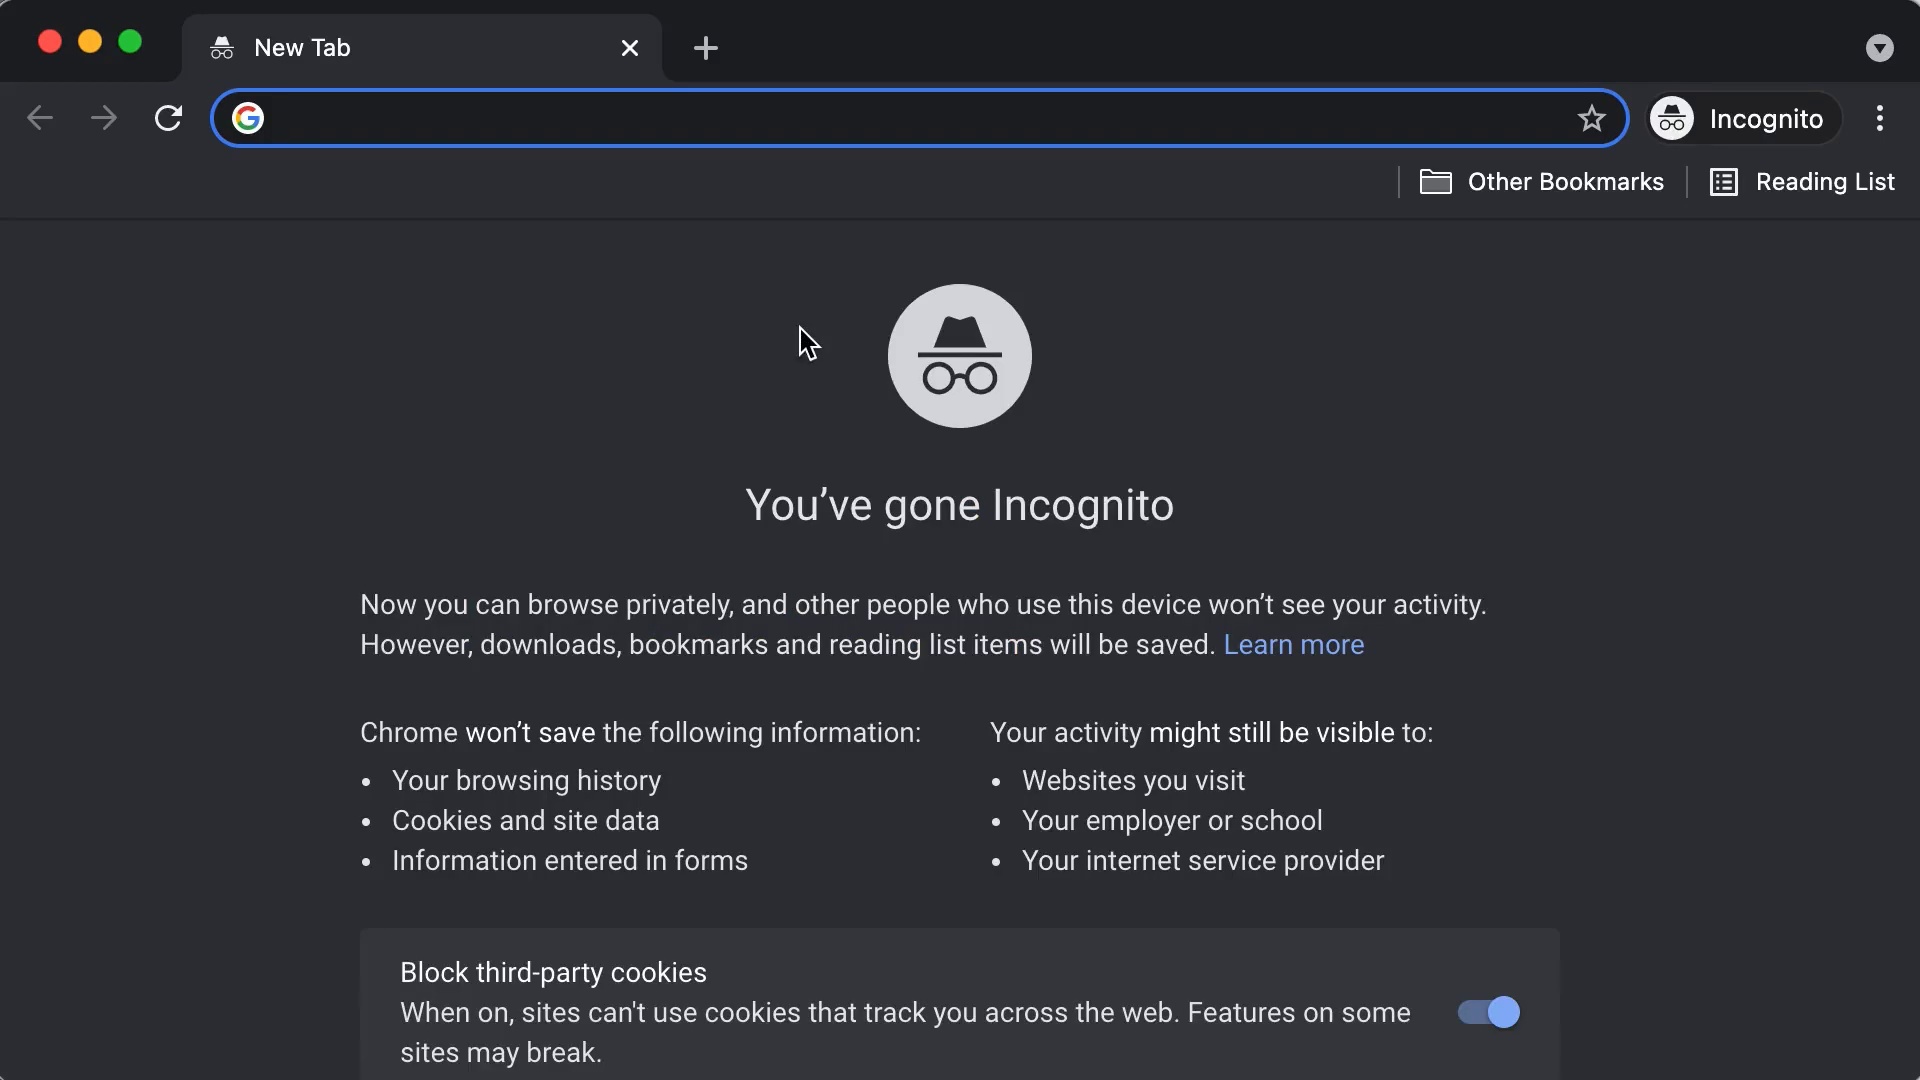 New Tab
Incognito
Other Bookmarks
Reading List
You’ve gone Incognito
Now you can browse privately, and other people who use this device won’t see your activity.
However, downloads, bookmarks and reading list items will be saved. Learn more
Chrome won’t save the following information:
• Your browsing history
• Cookies and site data
• Information entered in forms
Your activity might still be visible to:
• Websites you visit
• Your employer or school
• Your internet service provider
Block third-party cookies
When on, sites can't use cookies that track you across the web. Features on some
sites may break.